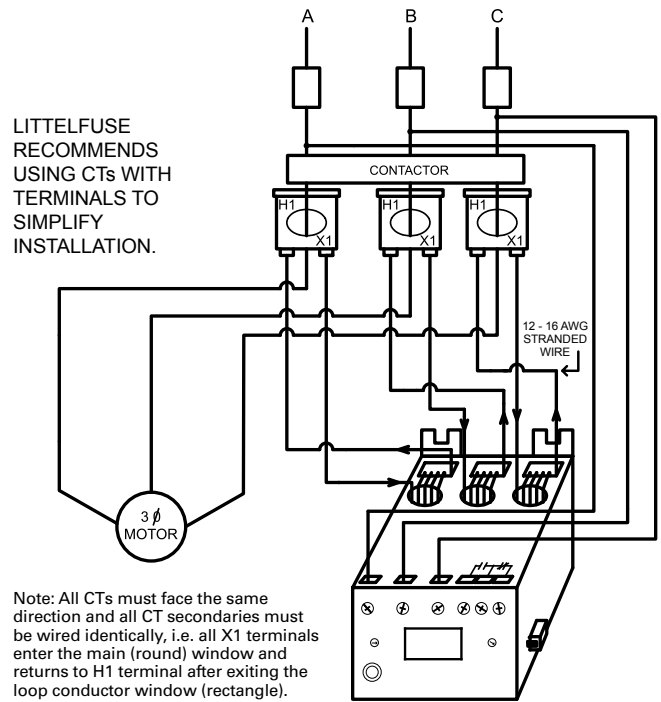 A B C
LITTELFUSE
RECOMMENDS
USING CTs WITH
TERMINALS TO
SIMPLIFY
INSTALLATION.
CONTACTOR
H1 H1 H1
X1 X1 X1
12 - 16 AWG
STRANDED
WIRE
3 ϕ
MOTOR
Note: All CTs must face the same
direction and all CT secondaries must
be wired identically, i.e. all X1 terminals
enter the main (round) window and
returns to H1 terminal after exiting the
loop conductor window (rectangle).